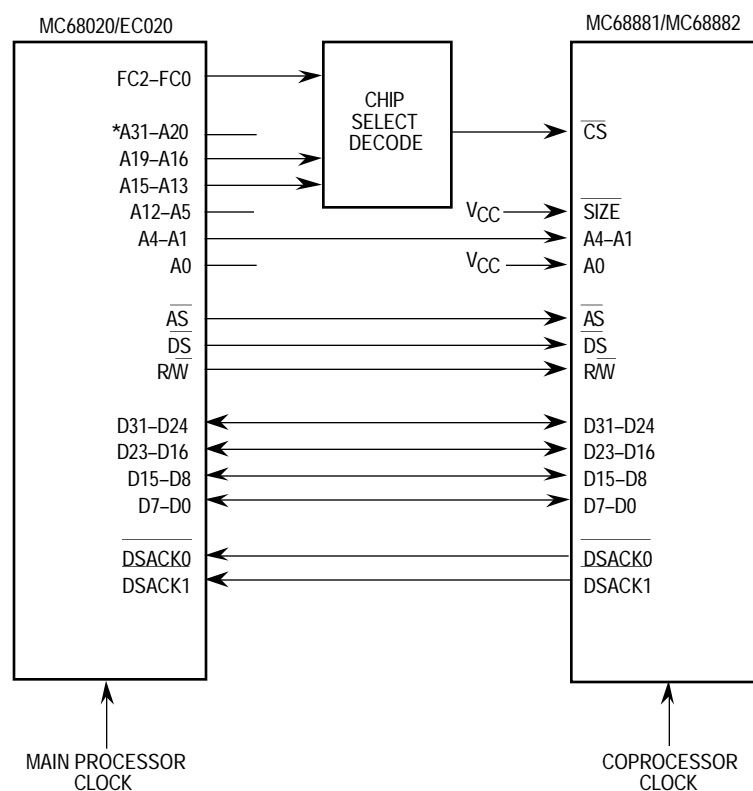 MC68020/EC020
MC68881/MC68882
FC2–FC0
CHIP
SELECT
DECODE
*A31–A20
CS
A19–A16
A15–A13
A12–A5
VCC
SIZE
A4–A1
A4–A1
A0
VCC
A0
AS
AS
DS
DS
R/W
R/W
D31–D24
D31–D24
D23–D16
D23–D16
D15–D8
D15–D8
D7–D0
D7–D0
DSACK0
DSACK0
DSACK1
DSACK1
MAIN PROCESSOR
CLOCK
COPROCESSOR
CLOCK